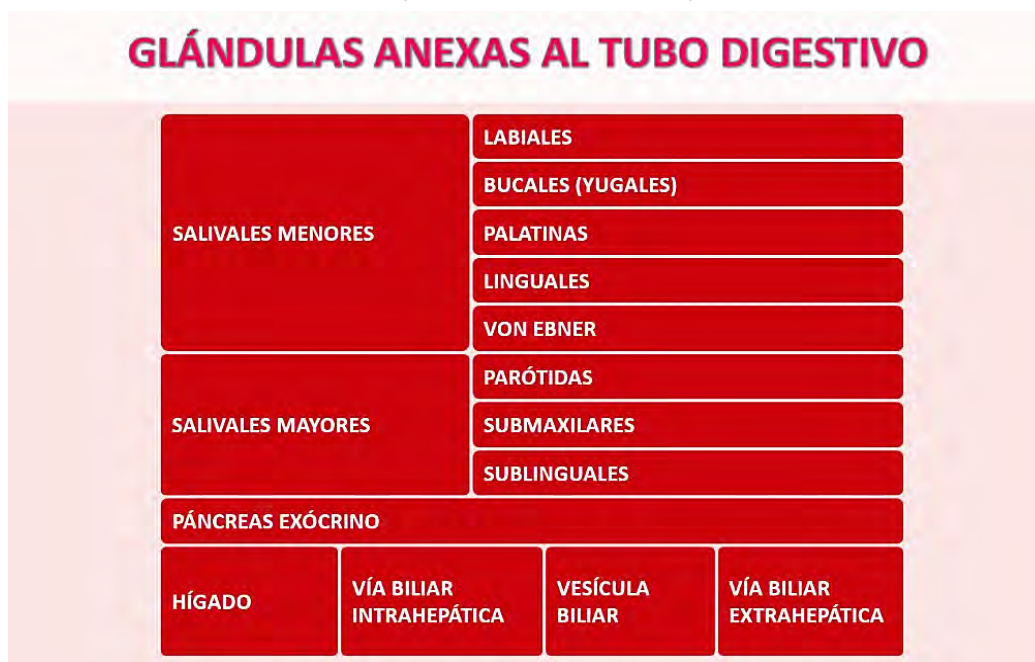 GLÁNDULAS ANEXAS AL TUBO DIGESTIVO
SALIVALES MENORES
LABIALES
BUCALES (YUGALES)
PALATINAS
LINGUALES
VON EBNER
SALIVALES MAYORES
PARÓTIDAS
SUBMAXILARES
SUBLINGUALES
PÁNCREAS EXÓCRINO
HÍGADO
VÍA BILIAR
INTRAHEPÁTICA
VESÍCULA
BILIAR
VÍA BILIAR
EXTRAHEPÁTICA